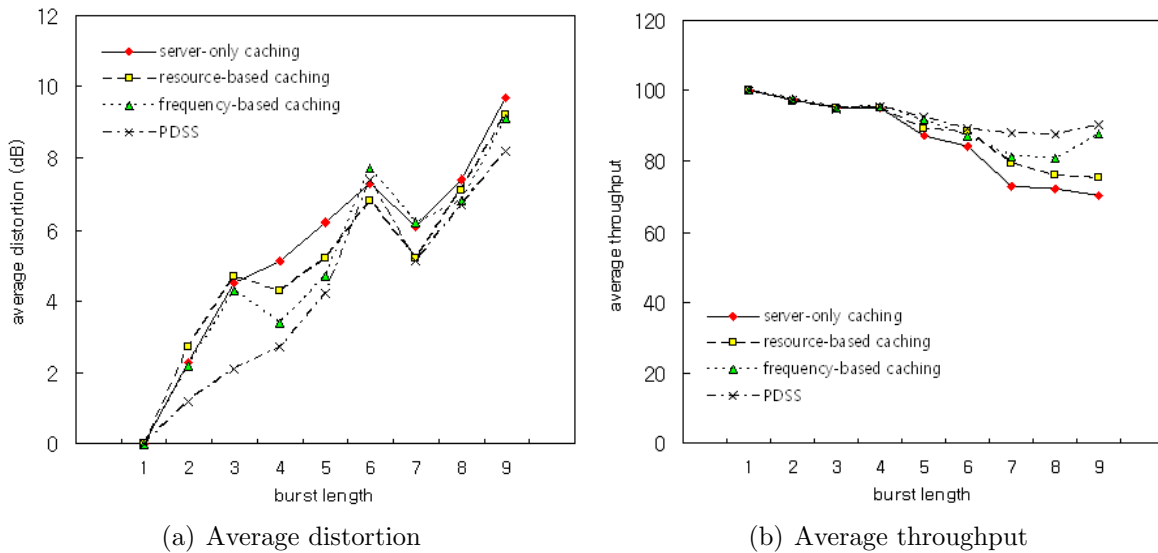 12
10
8
6
4
2
0
average distortion (dB)
server-only caching
resource-based caching
frequency-based caching
PDSS
1 2 3 4 5 6 7 8 9
burst length
(a) Average distortion
120
100
80
60
40
20
0
average throughput
server-only caching
resource-based caching
frequency-based caching
PDSS
1 2 3 4 5 6 7 8 9
burst length
(b) Average throughput